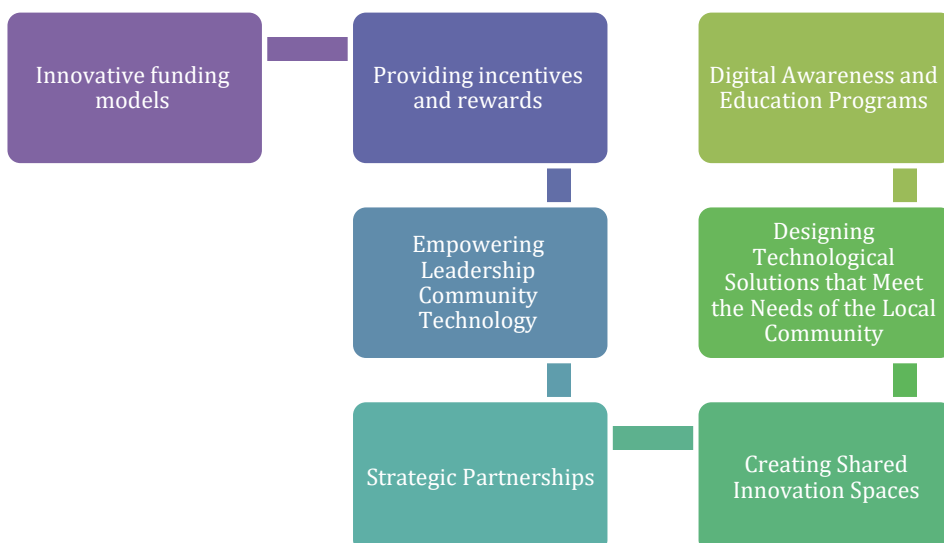 Innovative funding
models
Providing incentives
and rewards
Digital Awareness and
Education Programs
Empowering
Leadership
Community
Technology
Designing
Technological
Solutions that Meet
the Needs of the Local
Community
Strategic Partnerships
Creating Shared
Innovation Spaces